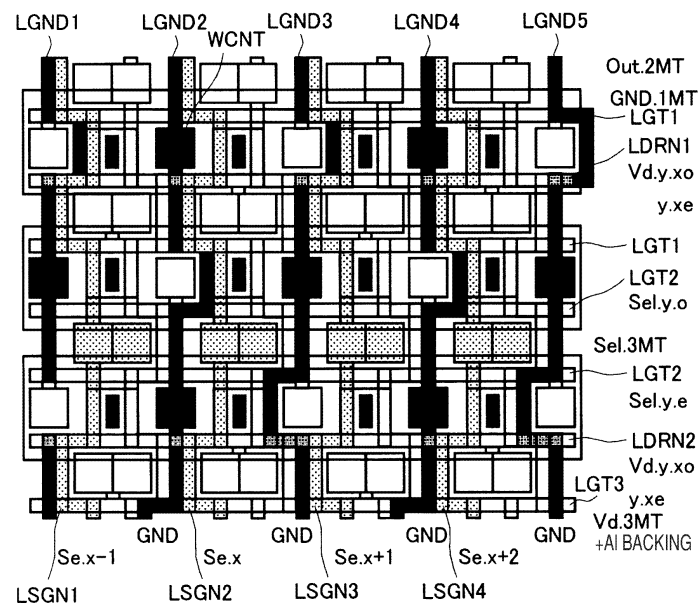 LGND1 LGND2 LGND3 LGND4 LGND5
WCNT
Out.2MT
GND.1MT
LGT1
LDRN1
Vd.y.xo
y.xe
LGT1
LGT2
Sel.y.o
Sel.3MT
LGT2
Sel.y.e
LDRN2
Vd.y.xo
LGT3
y.xe
Vd.3MT
+Al BACKING
GND GND GND GND
Se.x-1 Se.x Se.x+1 Se.x+2
LSGN1 LSGN2 LSGN3 LSGN4